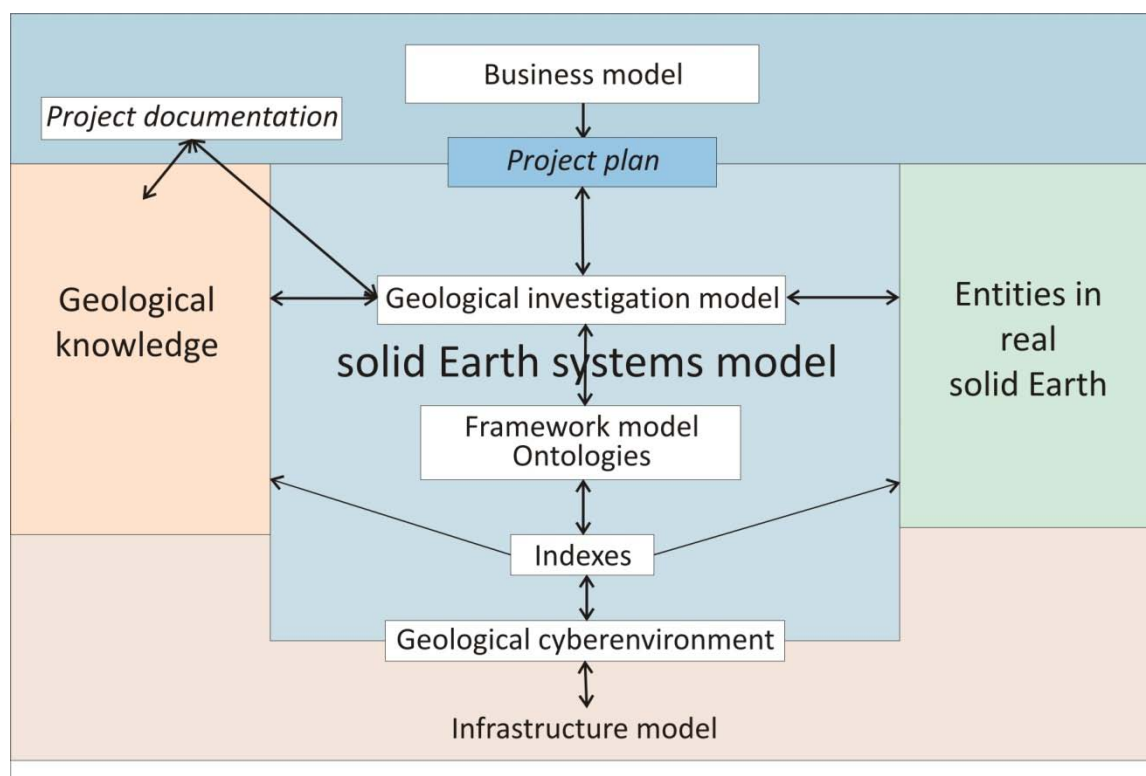 Business model
Project documentation
Project plan
Geological
knowledge
Geological investigation model
Entities in
real
solid Earth
solid Earth systems model
Framework model
Ontologies
Indexes
Geological cyberenvironment
Infrastructure model